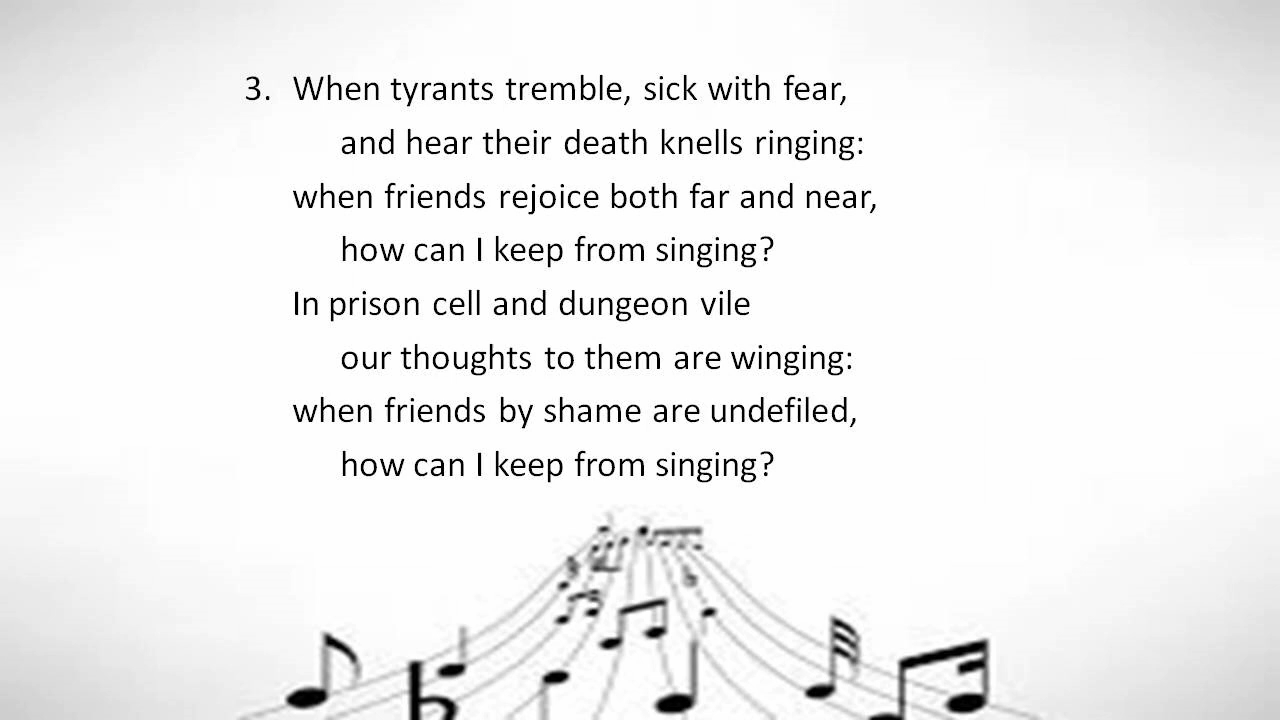 3. When tyrants tremble, sick with fear,
and hear their death knells ringing:
when friends rejoice both far and near,
how can I keep from singing?
In prison cell and dungeon vile
our thoughts to them are winging:
when friends by shame are undefiled,
how can I keep from singing?